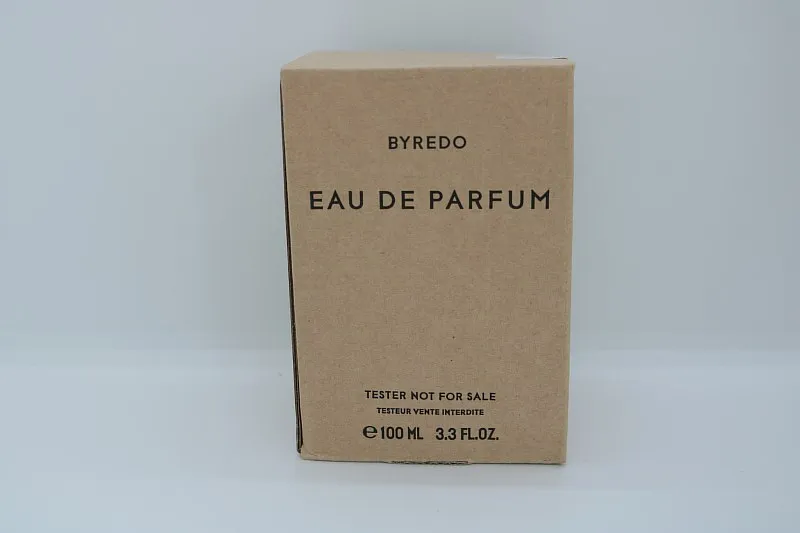 BYREDO
EAU DE PARFUM
TESTER NOT FOR SALE
TESTEUR VENTE INTERDITE
℮100 ML 3.3 FL.OZ.